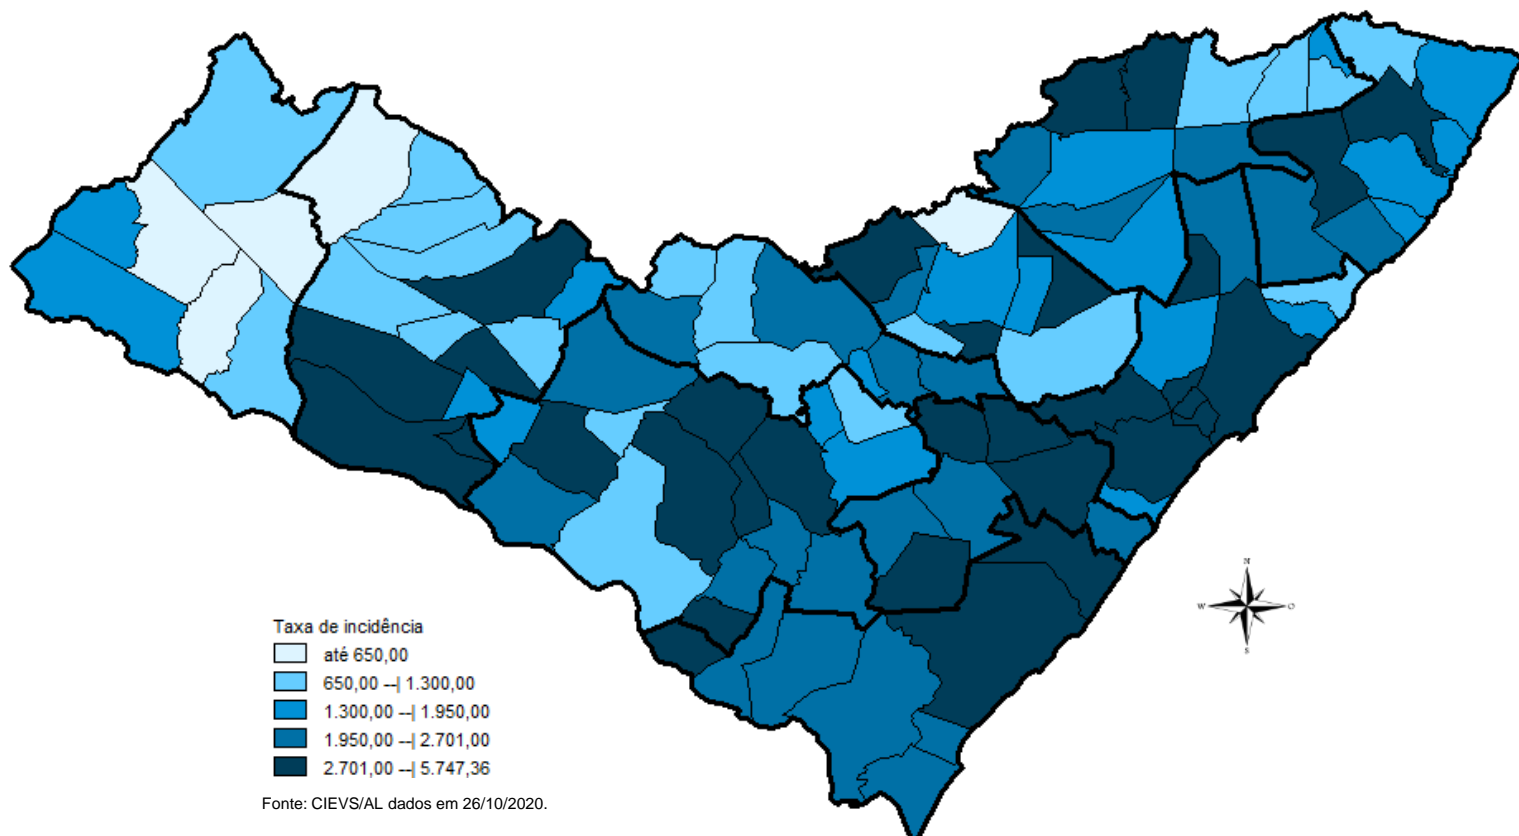 N
W
O
S
Taxa de incidência
até 650,00
650,00 --| 1.300,00
1.300,00 --| 1.950,00
1.950,00 --| 2.701,00
2.701,00 --| 5.747,36
Fonte: CIEVS/AL dados em 26/10/2020.